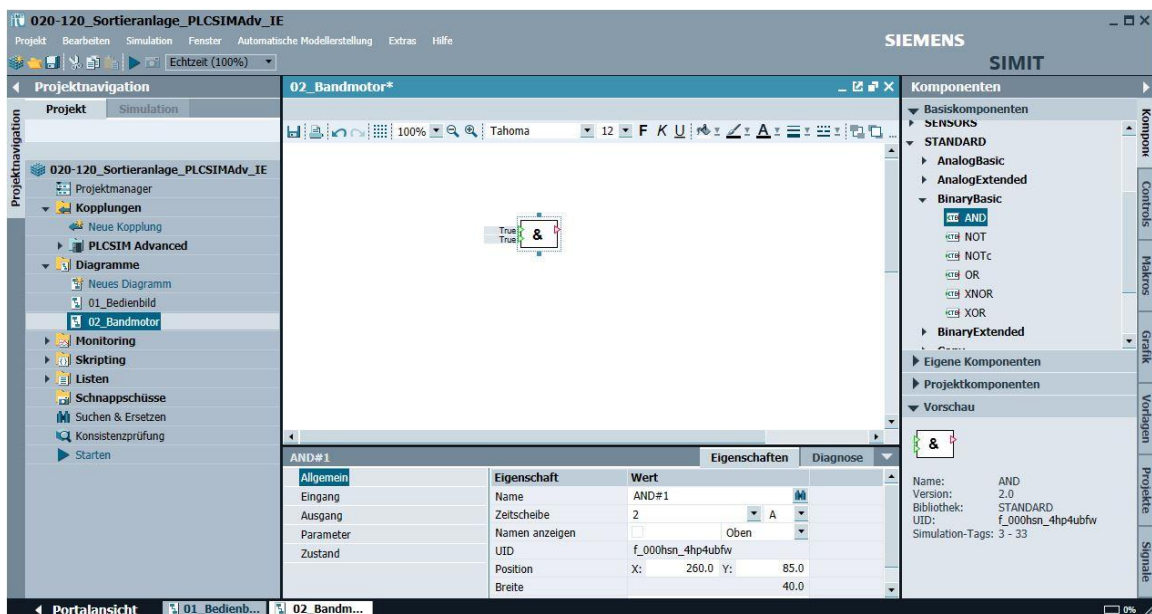 020-120_Sortieranlage_PLCSIMAdv_IE
Projekt Bearbeiten Simulation Fenster Automatische Modellerstellung Extras Hilfe
SIEMENS
SIMIT
Echtzeit (100%)
Projektnavigation
Projekt Simulation
Projektnavigation
020-120_Sortieranlage_PLCSIMAdv_IE
Projektmanager
Kopplungen
Neue Kopplung
PLCSIM Advanced
Diagramme
Neues Diagramm
01_Bedienbild
02_Bandmotor
Monitoring
Skripting
Listen
Schnappschüsse
Suchen & Ersetzen
Konsistenzprüfung
Starten
02_Bandmotor*
100% Tahoma 12 F K U A
True
True
&
AND#1
Eigenschaften Diagnose
Allgemein
Eingang
Ausgang
Parameter
Zustand
Eigenschaft Wert
Name AND#1
Zeitscheibe 2 A
Namen anzeigen Oben
UID f_000hsn_4hp4ubfw
Position X: 260.0 Y: 85.0
Breite 40.0
Komponenten
Basiskomponenten
SENSORS
STANDARD
AnalogBasic
AnalogExtended
BinaryBasic
AND
NOT
NOTc
OR
XNOR
XOR
BinaryExtended
Eigene Komponenten
Projektkomponenten
Vorschau
&
Name: AND
Version: 2.0
Bibliothek: STANDARD
UID: f_000hsn_4hp4ubfw
Simulation-Tags: 3 - 33
Controls
Makros
Grafik
Vorlagen
Projekte
Signale
Portalansicht 01_Bedienb... 02_Bandm...
0%